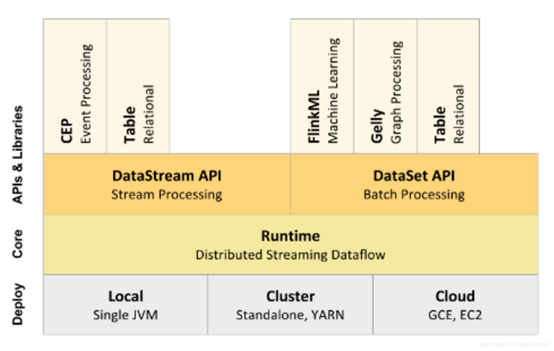 APIs & Libraries
CEP
Event Processing
Table
Relational
FlinkML
Machine Learning
Gelly
Graph Processing
Table
Relational
DataStream API
Stream Processing
DataSet API
Batch Processing
Core
Runtime
Distributed Streaming Dataflow
Deploy
Local
Single JVM
Cluster
Standalone, YARN
Cloud
GCE, EC2